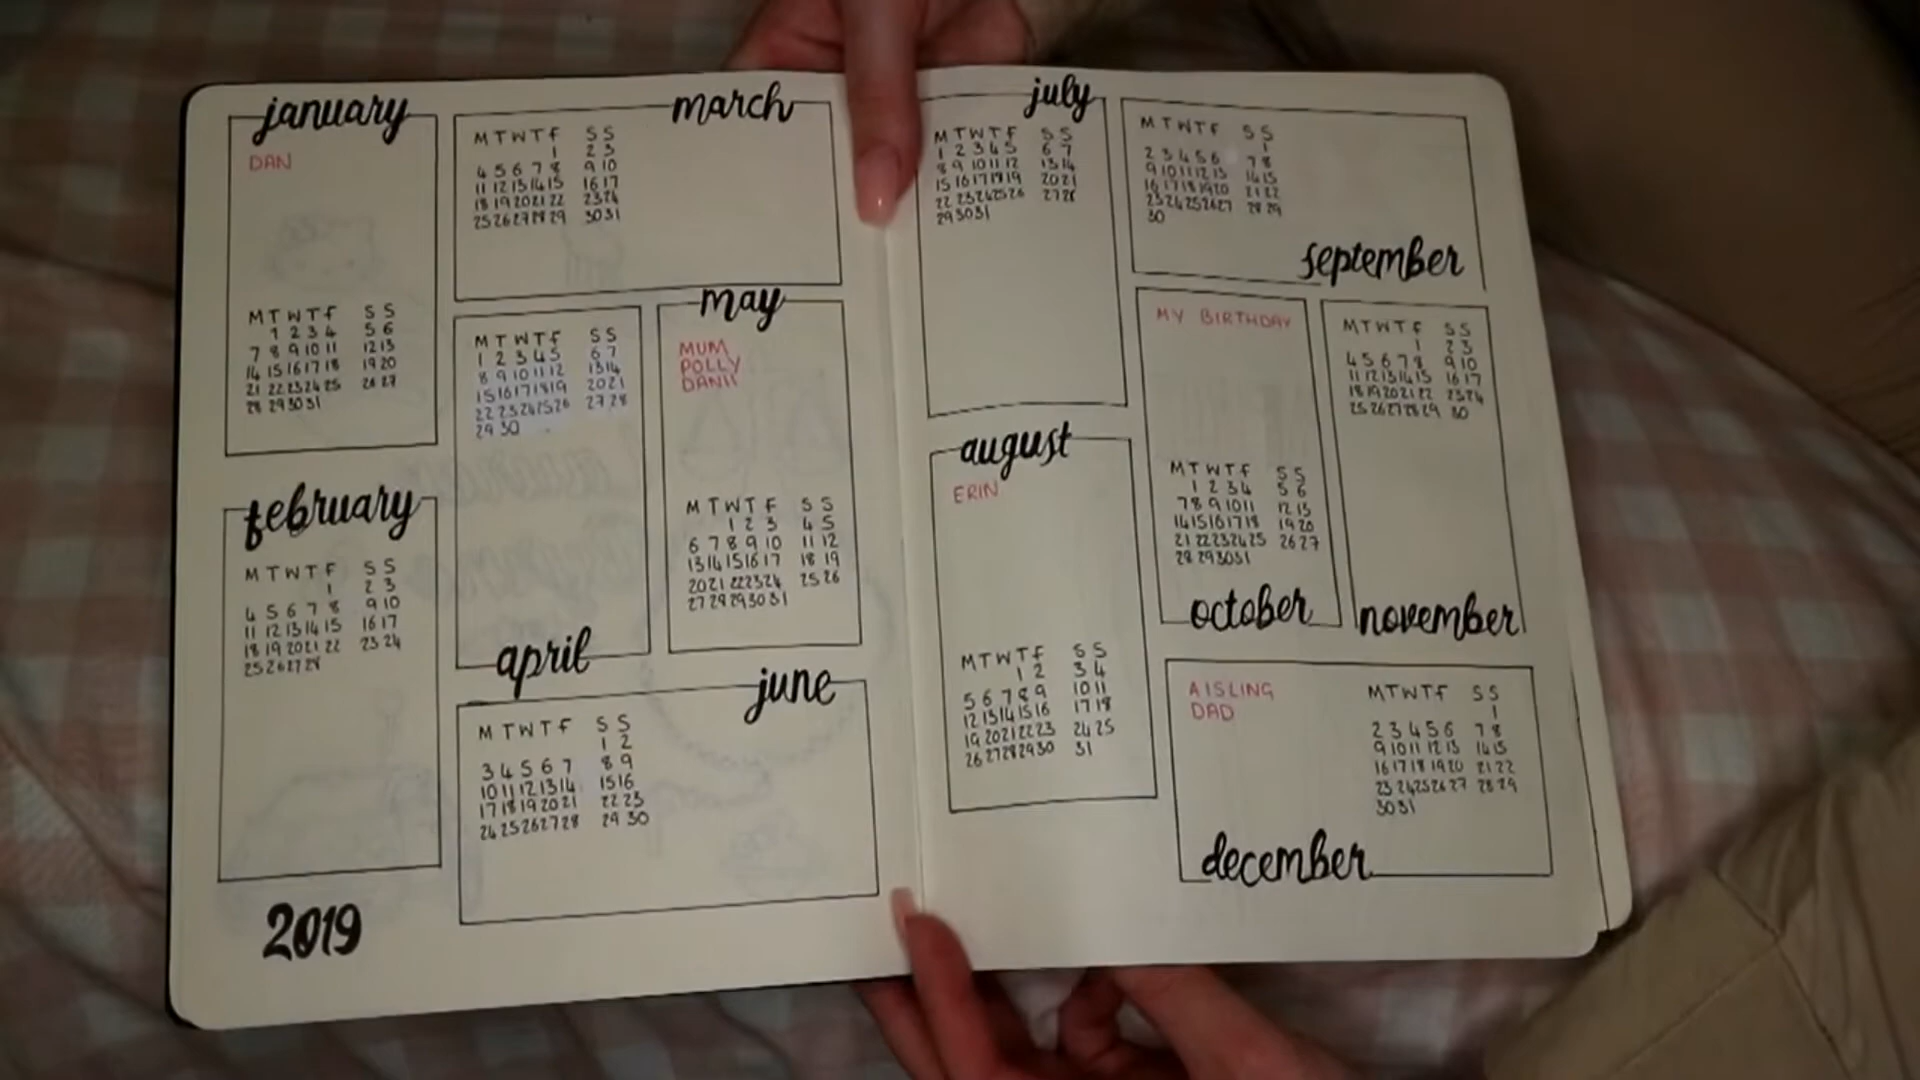 january
DAN
M T W T F S S
1 2 3 4 5 6
7 8 9 10 11 12 13
14 15 16 17 18 19 20
21 22 23 24 25 26 27
28 29 30 31
february
M T W T F S S
1 2 3
4 5 6 7 8 9 10
11 12 13 14 15 16 17
18 19 20 21 22 23 24
25 26 27 28
2019
march
M T W T F S S
1 2 3
4 5 6 7 8 9 10
11 12 13 14 15 16 17
18 19 20 21 22 23 24
25 26 27 28 29 30 31
M T W T F S S
1 2 3 4 5 6 7
8 9 10 11 12 13 14
15 16 17 18 19 20 21
22 23 24 25 26 27 28
29 30
april
may
MUM
POLLY
DANII
M T W T F S S
1 2 3 4 5
6 7 8 9 10 11 12
13 14 15 16 17 18 19
20 21 22 23 24 25 26
27 28 29 30 31
june
M T W T F S S
1 2
3 4 5 6 7 8 9
10 11 12 13 14 15 16
17 18 19 20 21 22 23
24 25 26 27 28 29 30
july
M T W T F S S
1 2 3 4 5 6 7
8 9 10 11 12 13 14
15 16 17 18 19 20 21
22 23 24 25 26 27 28
29 30 31
august
ERIN
M T W T F S S
1 2 3 4
5 6 7 8 9 10 11
12 13 14 15 16 17 18
19 20 21 22 23 24 25
26 27 28 29 30 31
M T W T F S S
1
2 3 4 5 6 7 8
9 10 11 12 13 14 15
16 17 18 19 20 21 22
23 24 25 26 27 28 29
30
september
MY BIRTHDAY
M T W T F S S
1 2 3 4 5 6
7 8 9 10 11 12 13
14 15 16 17 18 19 20
21 22 23 24 25 26 27
28 29 30 31
october
M T W T F S S
1 2 3
4 5 6 7 8 9 10
11 12 13 14 15 16 17
18 19 20 21 22 23 24
25 26 27 28 29 30
november
AISLING
DAD
M T W T F S S
1
2 3 4 5 6 7 8
9 10 11 12 13 14 15
16 17 18 19 20 21 22
23 24 25 26 27 28 29
30 31
december